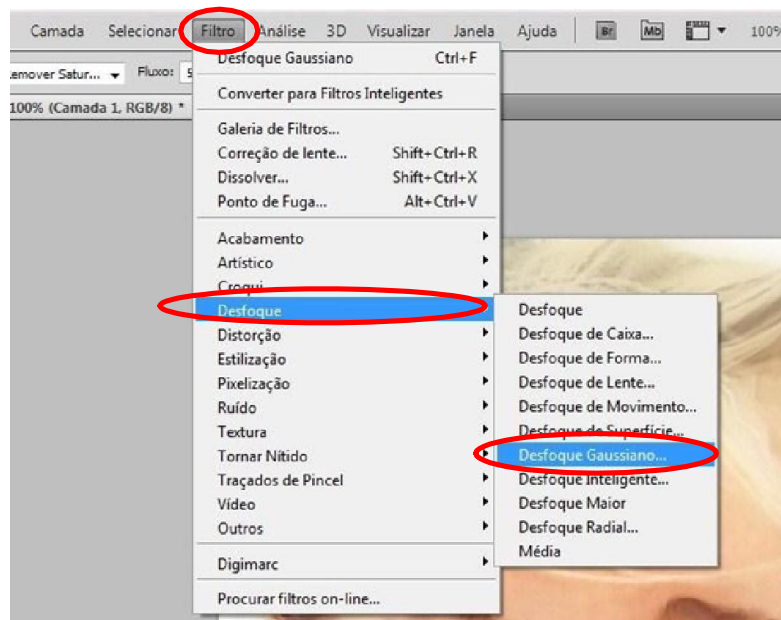 Camada Selecionar Filtro Análise 3D Visualizar Janela Ajuda Br Mb 100%
Satur... Fluxo:
100% (Camada 1, RGB/8) *
Desfoque Gaussiano Ctrl+F
Converter para Filtros Inteligentes
Galeria de Filtros...
Correção de lente... Shift+Ctrl+R
Dissolver... Shift+Ctrl+X
Ponto de Fuga... Alt+Ctrl+V
Acabamento
Artístico
Croqui
Desfoque
Distorção
Estilização
Pixelização
Ruído
Textura
Tornar Nítido
Traçados de Pincel
Vídeo
Outros
Digimarc
Procurar filtros on-line...
Desfoque
Desfoque de Caixa...
Desfoque de Forma...
Desfoque de Lente...
Desfoque de Movimento...
Desfoque de Superfície...
Desfoque Gaussiano...
Desfoque Inteligente...
Desfoque Maior
Desfoque Radial...
Média